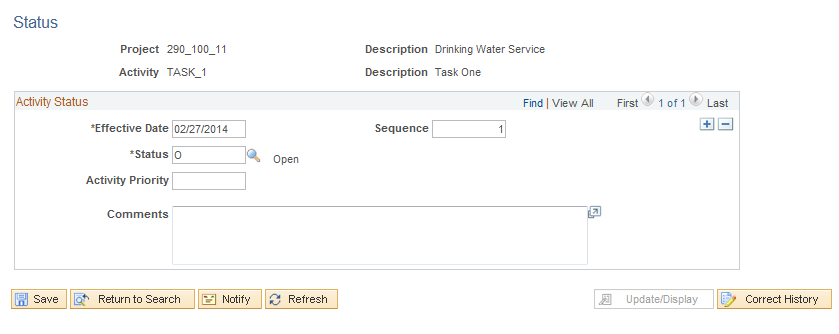 Status
Project 290_100_11 Description Drinking Water Service
Activity TASK_1 Description Task One
Activity Status Find | View All First 1 of 1 Last
*Effective Date 02/27/2014 Sequence 1
*Status O Open
Activity Priority
Comments
Save Return to Search Notify Refresh Update/Display Correct History